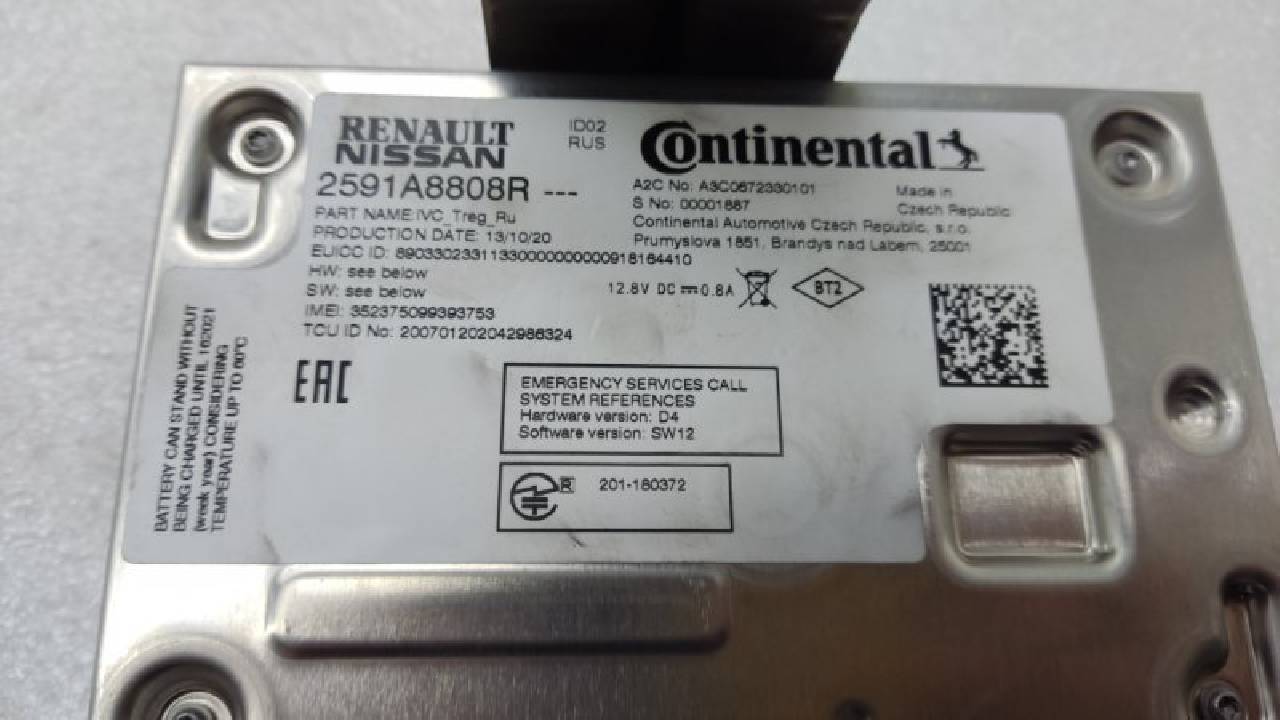 RENAULT
NISSAN
ID02
RUS
Continental
2591A8808R ---
A2C No: A3C0672330101
S No: 00001887
Made in
Czech Republic
PART NAME:IVC_Treg_Ru
PRODUCTION DATE: 13/10/20
Continental Automotive Czech Republic, s.r.o.
Prumyslova 1851, Brandys nad Labem, 25001
EUICC ID: 89033023311330000000000918164410
HW: see below
SW: see below
12.8V DC 0.8A
BT2
IMEI: 352375099393753
TCU ID No: 200701202042986324
EAC
EMERGENCY SERVICES CALL
SYSTEM REFERENCES
Hardware version: D4
Software version: SW12
R 201-180372
BATTERY CAN STAND WITHOUT
BEING CHARGED UNTIL 162021
(week year) CONSIDERING
TEMPERATURE UP TO 60°C